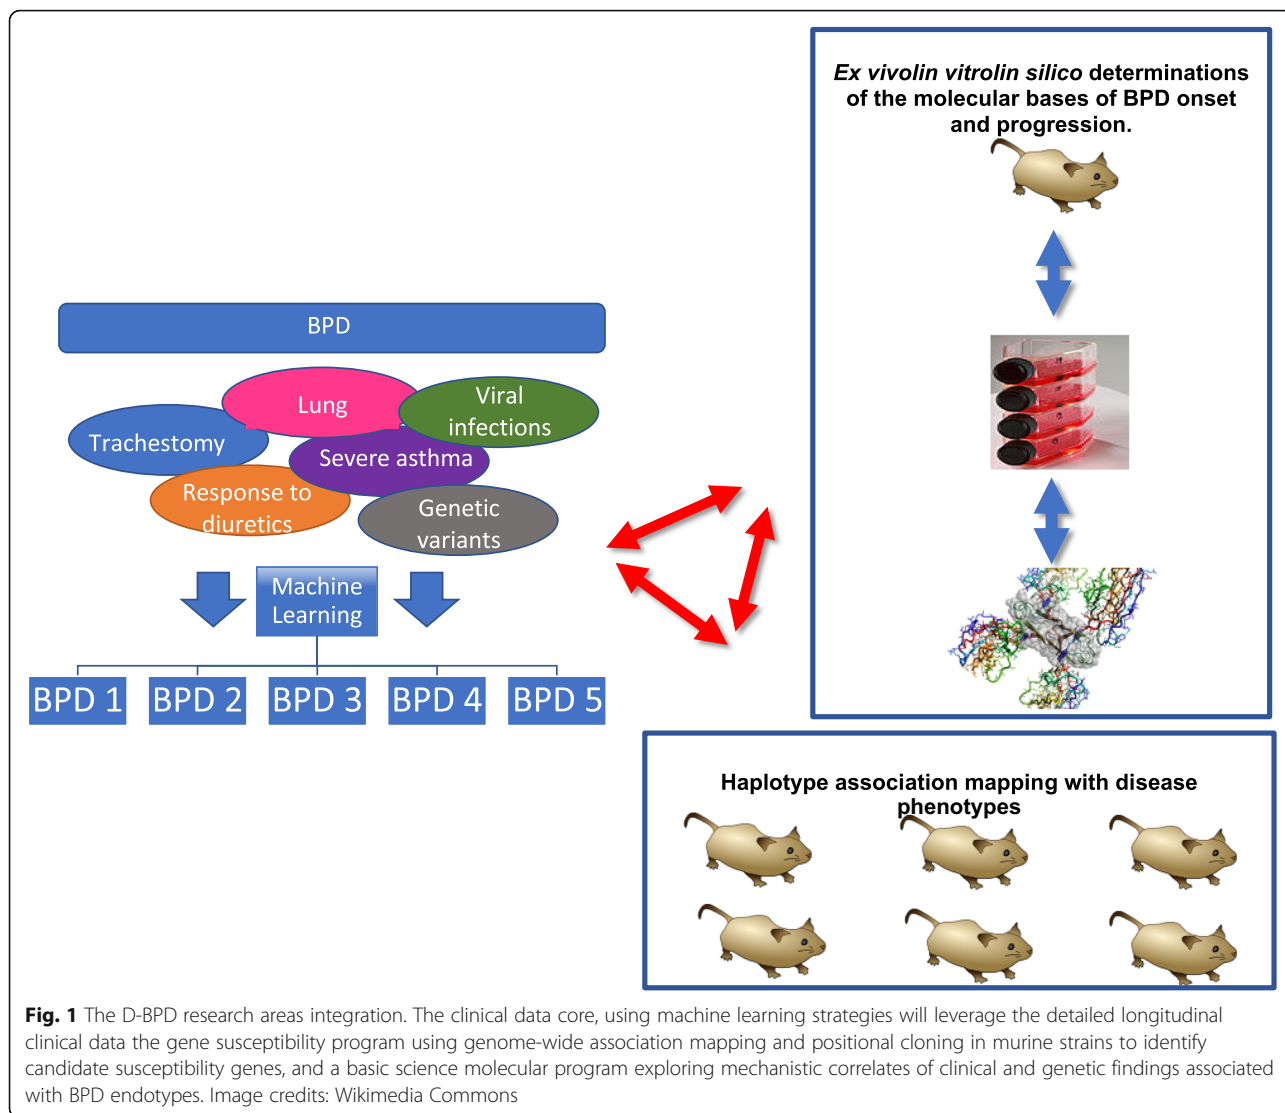 Ex vivolin vitrolin silico determinations
of the molecular bases of BPD onset
and progression.
BPD
Lung
Viral
infections
Trachestomy
Severe asthma
Response to
diuretics
Genetic
variants
Machine
Learning
BPD 1 BPD 2 BPD 3 BPD 4 BPD 5
Haplotype association mapping with disease
phenotypes
Fig. 1 The D-BPD research areas integration. The clinical data core, using machine learning strategies will leverage the detailed longitudinal
clinical data the gene susceptibility program using genome-wide association mapping and positional cloning in murine strains to identify
candidate susceptibility genes, and a basic science molecular program exploring mechanistic correlates of clinical and genetic findings associated
with BPD endotypes. Image credits: Wikimedia Commons